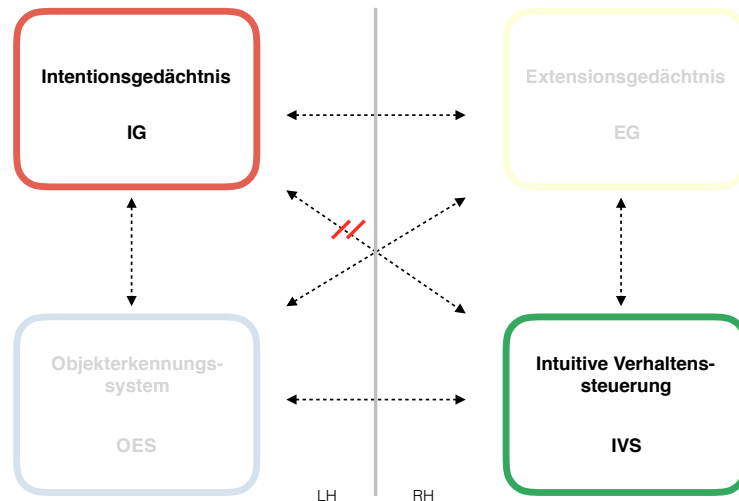 Intentionsgedächtnis
IG
Extensionsgedächtnis
EG
Objekterkennungs-
system
OES
Intuitive Verhaltens-
steuerung
IVS
LH
RH